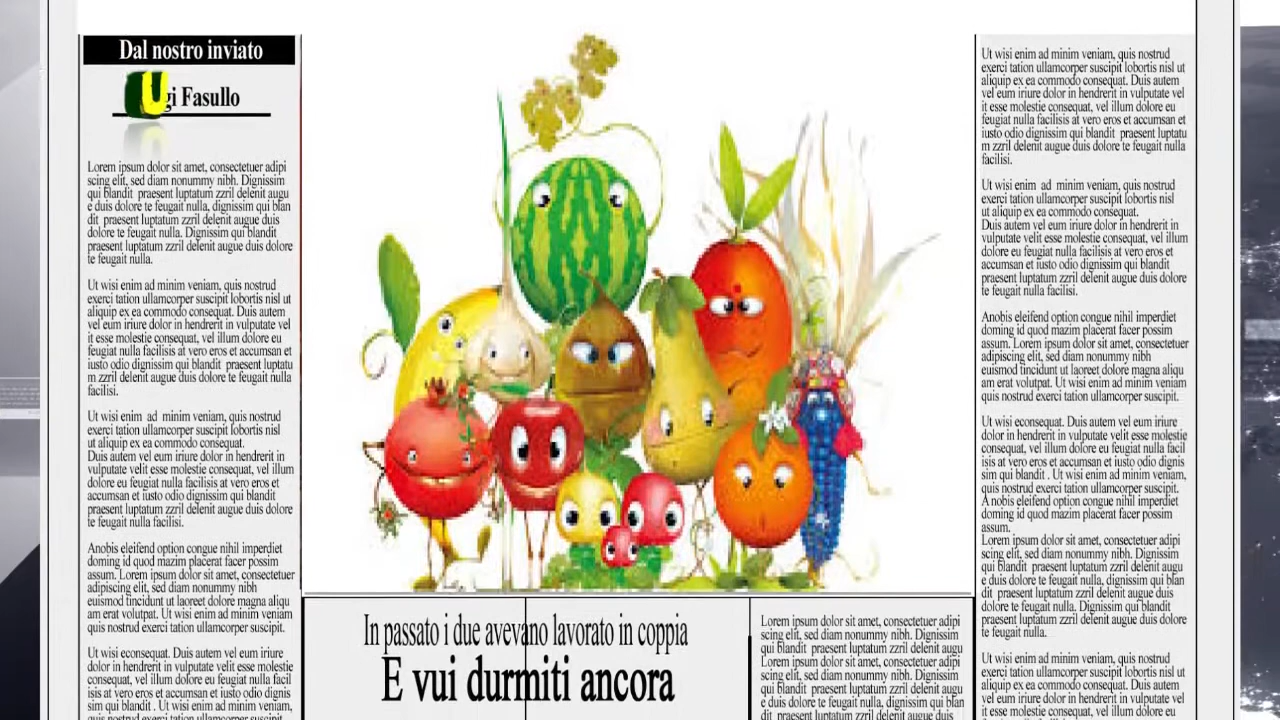 Dal nostro inviato
Ugi Fasullo
Lorem ipsum dolor sit amet, consectetuer adipi
scing elit, sed diam nonummy nibh. Dignissim
qui blandit praesent luptatum zzril delenit augu
e duis dolore te feugait nulla, dignissim qui blan
dit praesent luptatum zzril delenit augue duis
dolore te feugait nulla. Dignissim qui blandit
praesent luptatum zzril delenit augue duis dolore
te feugait nulla.
Ut wisi enim ad minim veniam, quis nostrud
exerci tation ullamcorper suscipit lobortis nisl ut
aliquip ex ea commodo consequat. Duis autem
vel eum iriure dolor in hendrerit in vulputate vel
it esse molestie consequat, vel illum dolore eu
feugiat nulla facilisis at vero eros et accumsan et
iusto odio dignissim qui blandit praesent luptatu
m zzril delenit augue duis dolore te feugait nulla
facilisi.
Ut wisi enim ad minim veniam, quis nostrud
exerci tation ullamcorper suscipit lobortis nisl
ut aliquip ex ea commodo consequat.
Duis autem vel eum iriure dolor in hendrerit in
vulputate velit esse molestie consequat, vel illum
dolore eu feugiat nulla facilisis at vero eros et
accumsan et iusto odio dignissim qui blandit
praesent luptatum zzril delenit augue duis dolore
te feugait nulla facilisi.
Anobis eleifend option congue nihil imperdiet
doming id quod mazim placerat facer possim
assum. Lorem ipsum dolor sit amet, consectetuer
adipiscing elit, sed diam nonummy nibh
euismod tincidunt ut laoreet dolore magna aliqu
am erat volutpat. Ut wisi enim ad minim veniam
quis nostrud exerci tation ullamcorper suscipit.
Ut wisi econsequat. Duis autem vel eum iriure
dolor in hendrerit in vulputate velit esse molestie
consequat, vel illum dolore eu feugiat nulla facil
isis at vero eros et accumsan et iusto odio dignis
sim qui blandit . Ut wisi enim ad minim veniam,
quis nostrud exerci tation ullamcorper suscipit.
In passato i due avevano lavorato in coppia
E vui durmiti ancora
Lorem ipsum dolor sit amet, consectetuer adipi
scing elit, sed diam nonummy nibh. Dignissim
qui blandit praesent luptatum zzril delenit augu
Lorem ipsum dolor sit amet, consectetuer adipi
scing elit, sed diam nonummy nibh. Dignissim
qui blandit praesent luptatum zzril delenit augu
e duis dolore te feugait nulla, dignissim qui blan
dit praesent luptatum zzril delenit augue duis
Ut wisi enim ad minim veniam, quis nostrud
exerci tation ullamcorper suscipit lobortis nisl ut
aliquip ex ea commodo consequat. Duis autem
vel eum iriure dolor in hendrerit in vulputate vel
it esse molestie consequat, vel illum dolore eu
feugiat nulla facilisis at vero eros et accumsan et
iusto odio dignissim qui blandit praesent luptatu
m zzril delenit augue duis dolore te feugait nulla
facilisi.
Ut wisi enim ad minim veniam, quis nostrud
exerci tation ullamcorper suscipit lobortis nisl
ut aliquip ex ea commodo consequat.
Duis autem vel eum iriure dolor in hendrerit in
vulputate velit esse molestie consequat, vel illum
dolore eu feugiat nulla facilisis at vero eros et
accumsan et iusto odio dignissim qui blandit
praesent luptatum zzril delenit augue duis dolore
te feugait nulla facilisi.
Anobis eleifend option congue nihil imperdiet
doming id quod mazim placerat facer possim
assum. Lorem ipsum dolor sit amet, consectetuer
adipiscing elit, sed diam nonummy nibh
euismod tincidunt ut laoreet dolore magna aliqu
am erat volutpat. Ut wisi enim ad minim veniam
quis nostrud exerci tation ullamcorper suscipit.
Ut wisi econsequat. Duis autem vel eum iriure
dolor in hendrerit in vulputate velit esse molestie
consequat, vel illum dolore eu feugiat nulla facil
isis at vero eros et accumsan et iusto odio dignis
sim qui blandit . Ut wisi enim ad minim veniam,
quis nostrud exerci tation ullamcorper suscipit.
A nobis eleifend option congue nihil imperdiet
doming id quod mazim placerat facer possim
assum.
Lorem ipsum dolor sit amet, consectetuer adipi
scing elit, sed diam nonummy nibh. Dignissim
qui blandit praesent luptatum zzril delenit augu
e duis dolore te feugait nulla, dignissim qui blan
dit praesent luptatum zzril delenit augue duis
dolore te feugait nulla. Dignissim qui blandit
praesent luptatum zzril delenit augue duis dolore
te feugait nulla.
Ut wisi enim ad minim veniam, quis nostrud
exerci tation ullamcorper suscipit lobortis nisl ut
aliquip ex ea commodo consequat. Duis autem
vel eum iriure dolor in hendrerit in vulputate vel
it esse molestie consequat, vel illum dolore eu